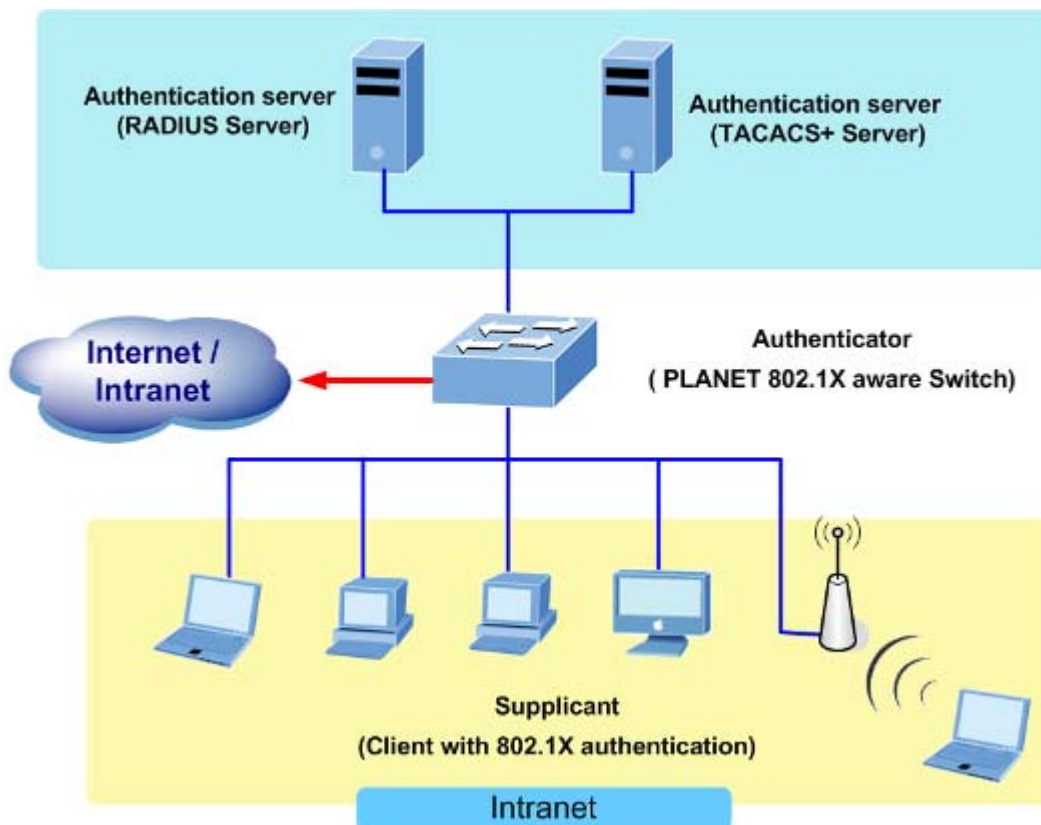 Authentication server
(RADIUS Server)
Authentication server
(TACACS+ Server)
Internet /
Intranet
Authenticator
( PLANET 802.1X aware Switch)
Supplicant
(Client with 802.1X authentication)
Intranet